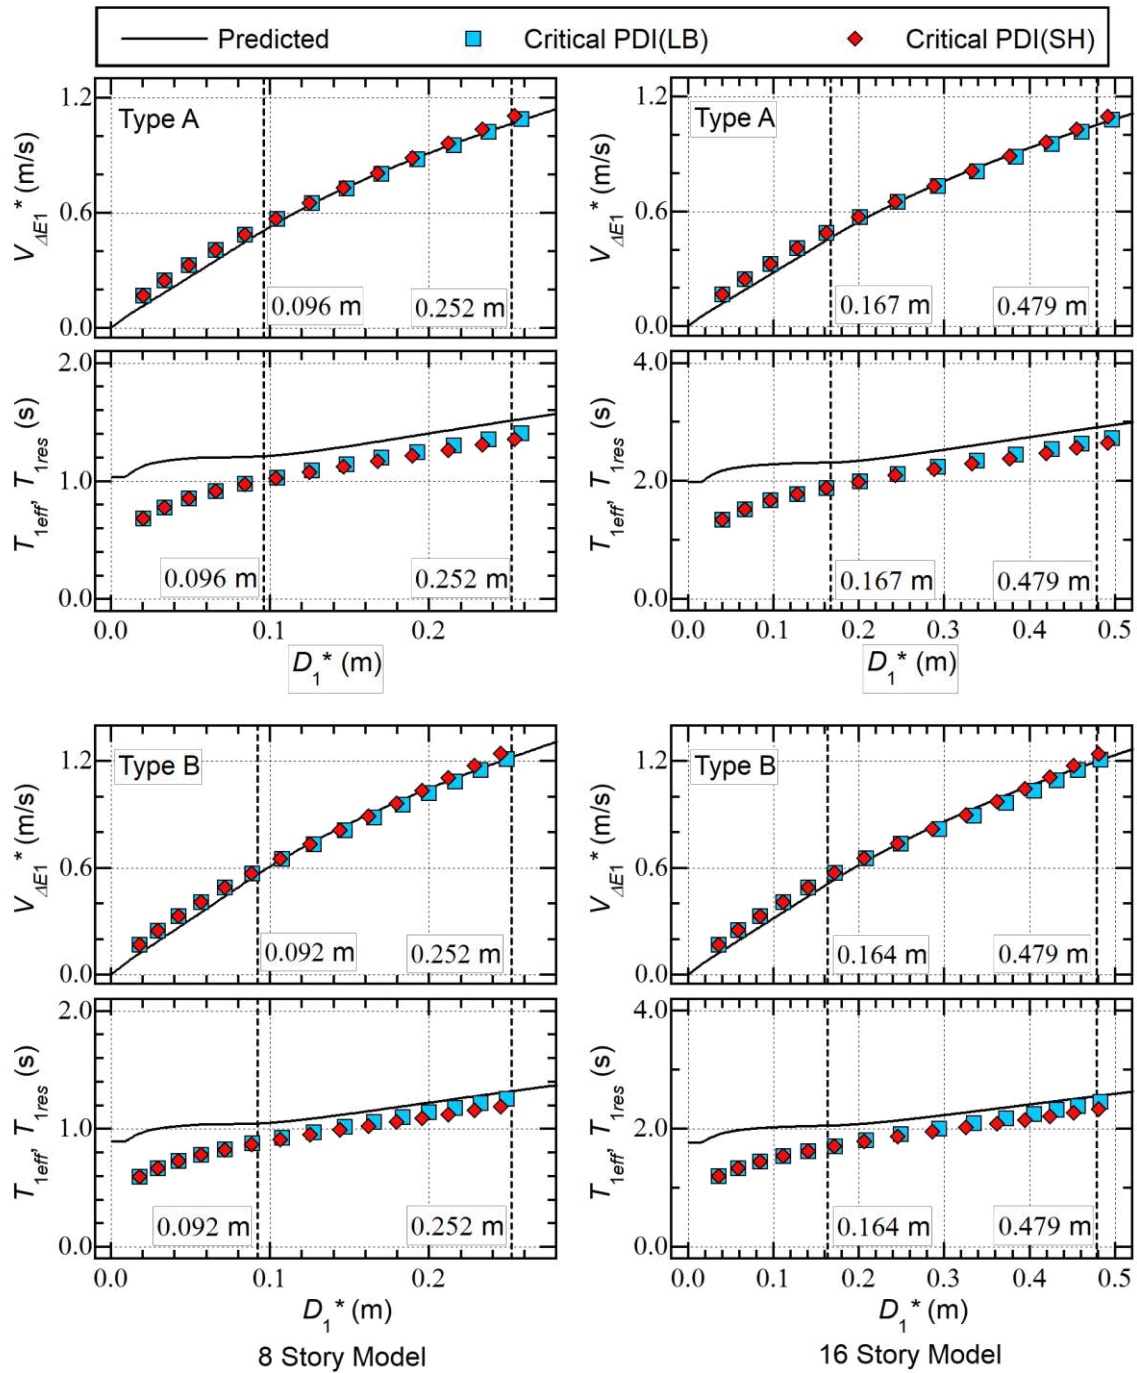 Predicted Critical PDI(LB) Critical PDI(SH)
Type A
V_ΔE1* (m/s)
1.2
0.6
0.0
0.096 m
0.252 m
T_1eff, T_1res (s)
2.0
1.0
0.0
0.096 m
0.252 m
0.0 0.1 0.2
D_1* (m)
Type A
V_ΔE1* (m/s)
1.2
0.6
0.0
0.167 m
0.479 m
T_1eff, T_1res (s)
4.0
2.0
0.0
0.167 m
0.479 m
0.0 0.1 0.2 0.3 0.4 0.5
D_1* (m)
Type B
V_ΔE1* (m/s)
1.2
0.6
0.0
0.092 m
0.252 m
T_1eff, T_1res (s)
2.0
1.0
0.0
0.092 m
0.252 m
0.0 0.1 0.2
D_1* (m)
8 Story Model
Type B
V_ΔE1* (m/s)
1.2
0.6
0.0
0.164 m
0.479 m
T_1eff, T_1res (s)
4.0
2.0
0.0
0.164 m
0.479 m
0.0 0.1 0.2 0.3 0.4 0.5
D_1* (m)
16 Story Model